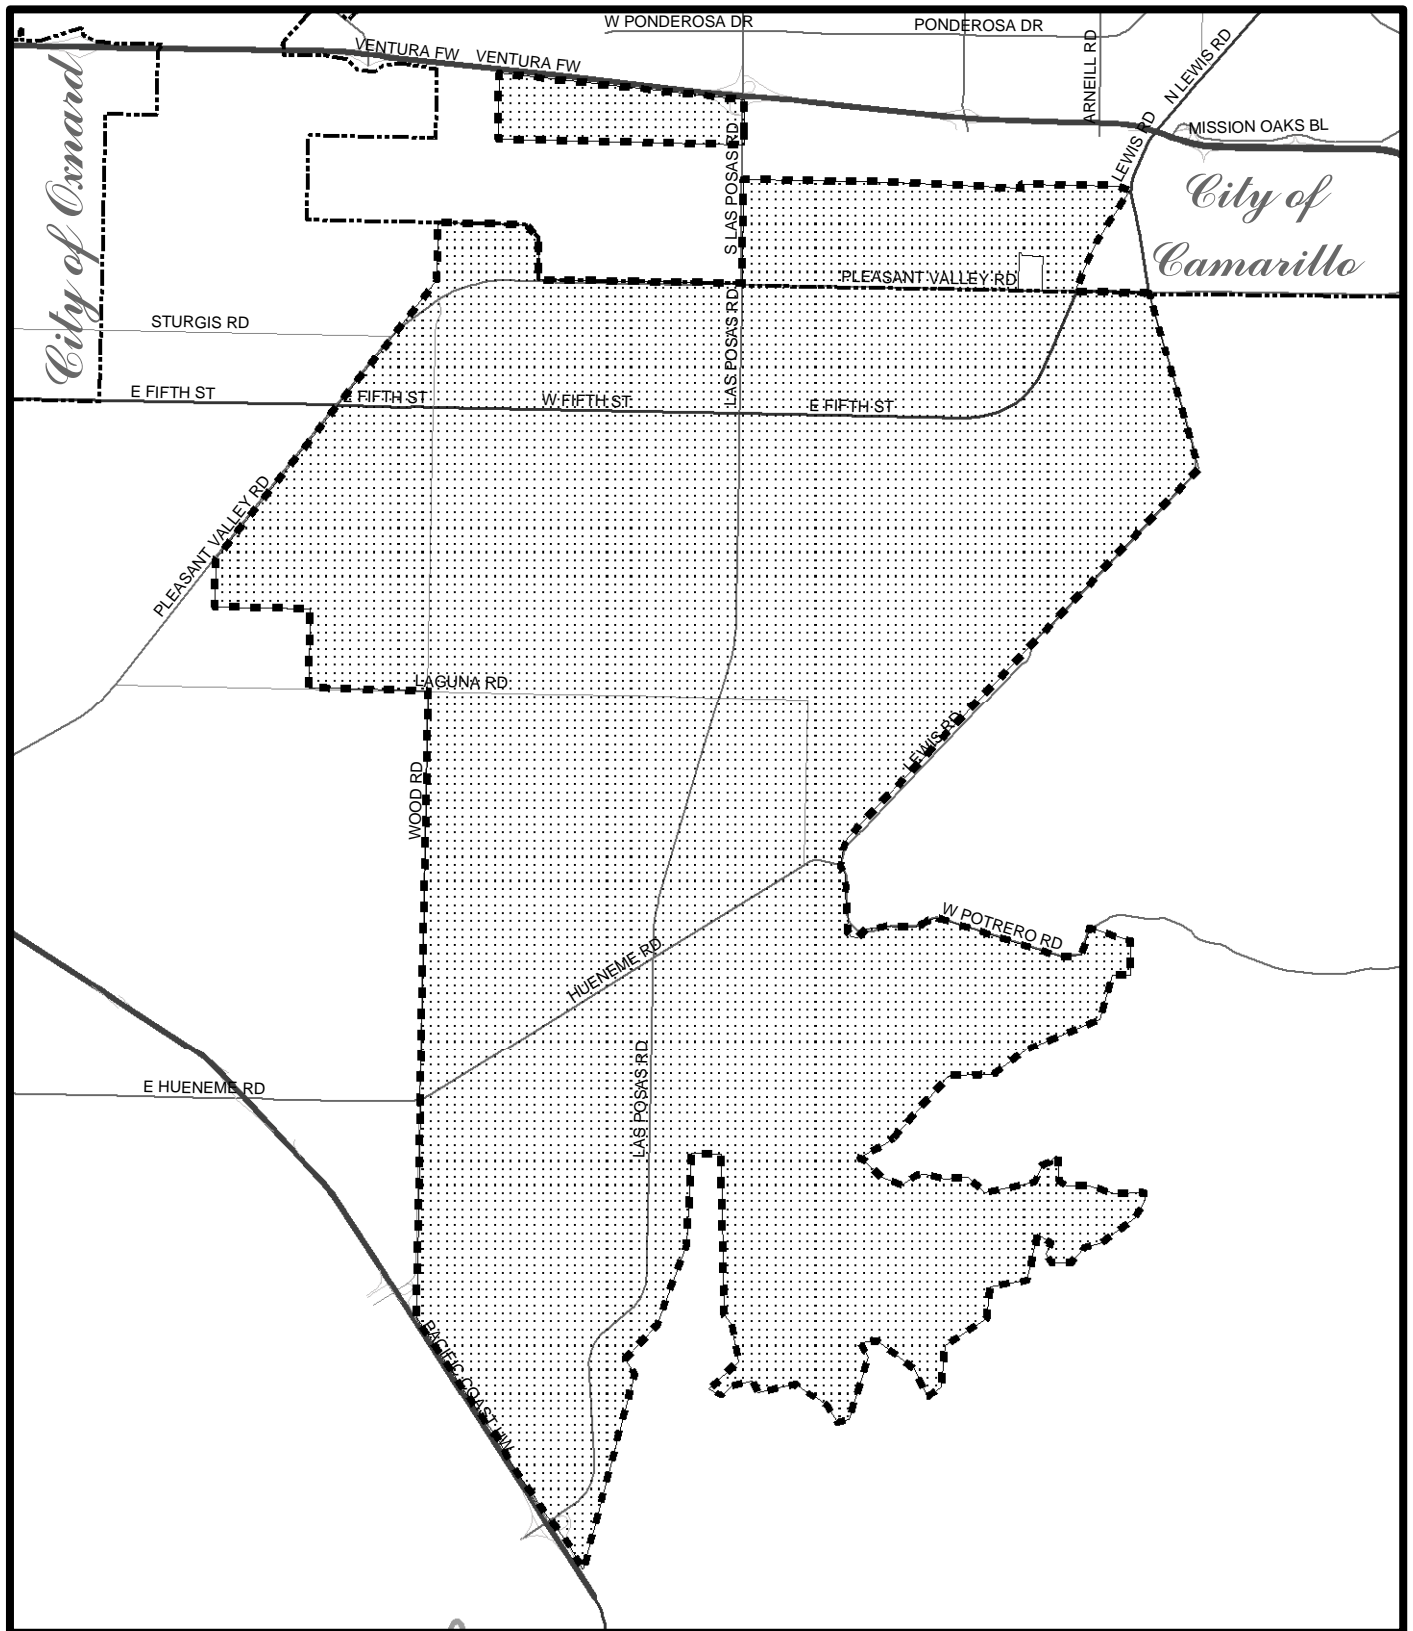 W PONDEROSA DR
PONDEROSA DR
ARNEILL RD
N LEWIS RD
VENTURA FW
VENTURA FW
MISSION OAKS BL
LEWIS RD
City of Oxnard
City of
Camarillo
S LAS POSAS RD
PLEASANT VALLEY RD
STURGIS RD
LAS POSAS RD
E FIFTH ST
E FIFTH ST
W FIFTH ST
E FIFTH ST
PLEASANT VALLEY RD
LAGUNA RD
LEWIS RD
WOOD RD
W POTRERO RD
HUENEME RD
LAS POSAS RD
E HUENEME RD
PACIFIC COAST HW